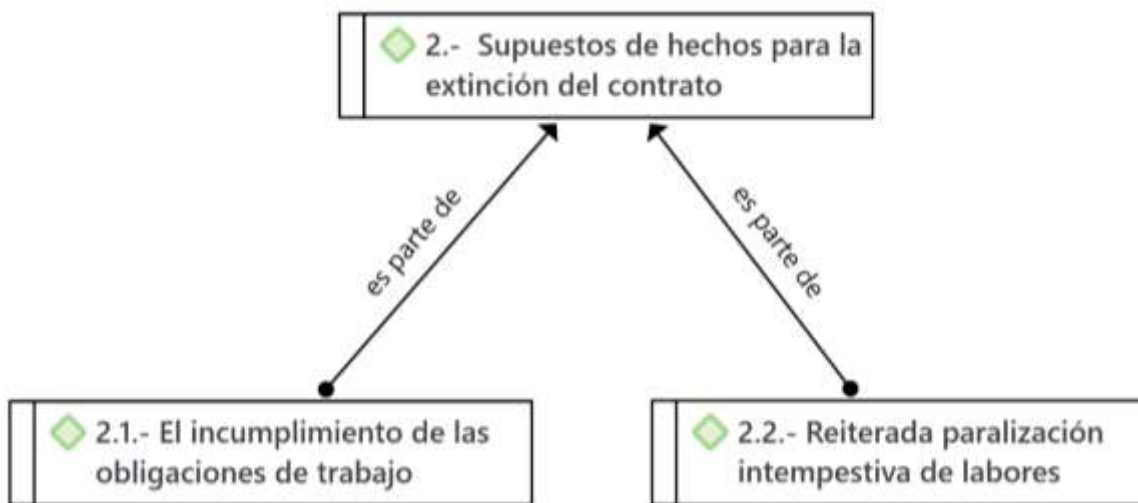 2.- Supuestos de hechos para la
extinción del contrato
es parte de
es parte de
2.1.- El incumplimiento de las
obligaciones de trabajo
2.2.- Reiterada paralización
intempestiva de labores